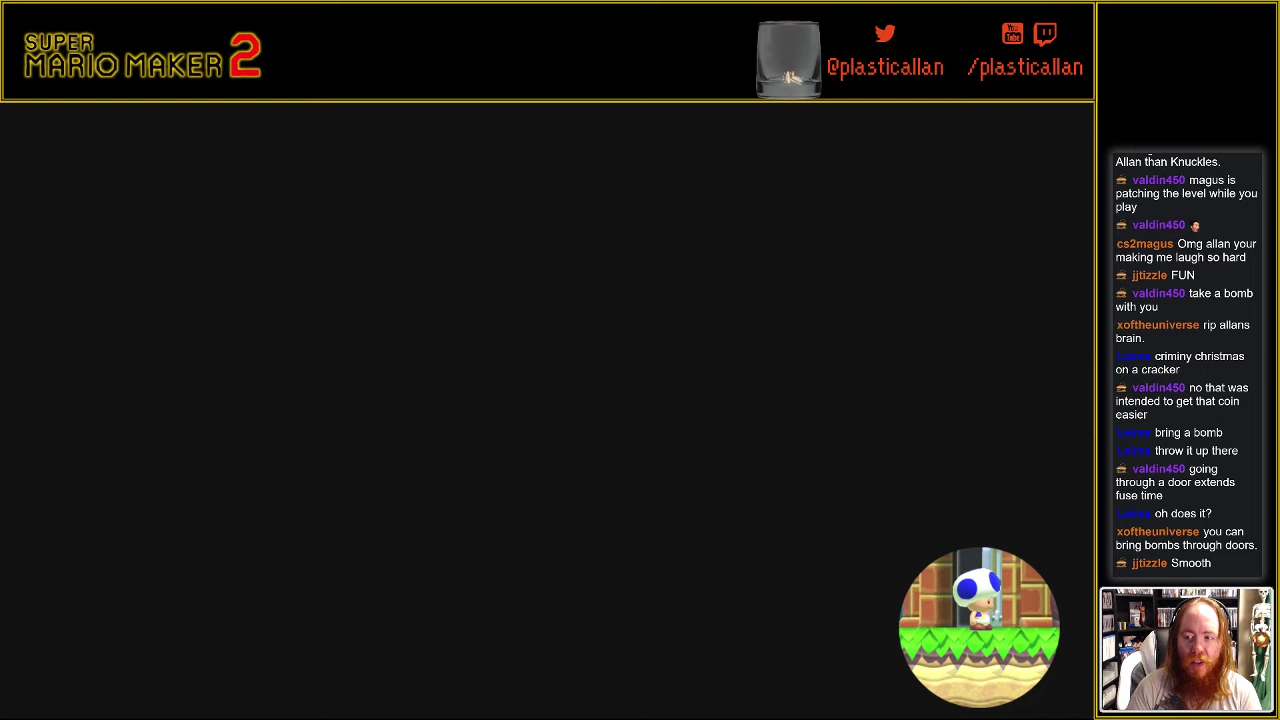 SUPER
MARIO MAKER 2
@plasticallan
/plasticallan
Allan than Knuckles.
valdin450 magus is
patching the level while you
play
valdin450
cs2magus Omg allan your
making me laugh so hard
jjtizzle FUN
valdin450 take a bomb
with you
xoftheuniverse rip allans
brain.
criminy christmas
on a cracker
valdin450 no that was
intended to get that coin
easier
bring a bomb
throw it up there
valdin450 going
through a door extends
fuse time
oh does it?
xoftheuniverse you can
bring bombs through doors.
jjtizzle Smooth